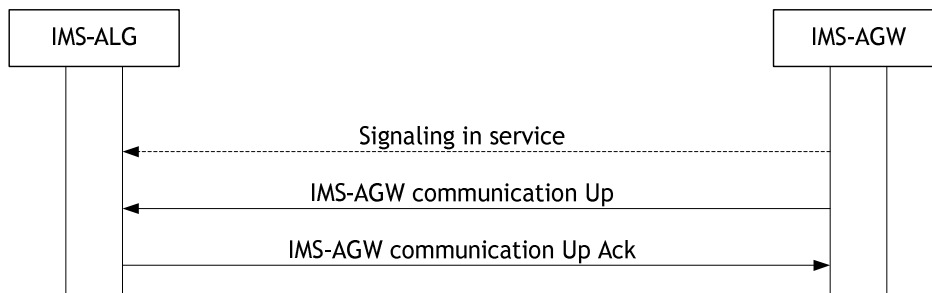 IMS-ALG
IMS-AGW
Signaling in service
IMS-AGW communication Up
IMS-AGW communication Up Ack